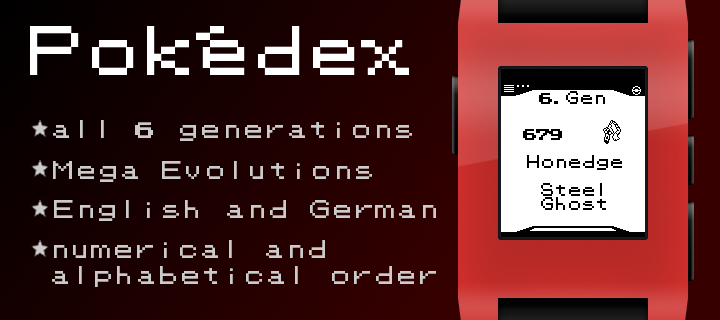 Pokédex
★all 6 generations
★Mega Evolutions
★English and German
★numerical and
alphabetical order
6. Gen
679
Honedge
Steel
Ghost